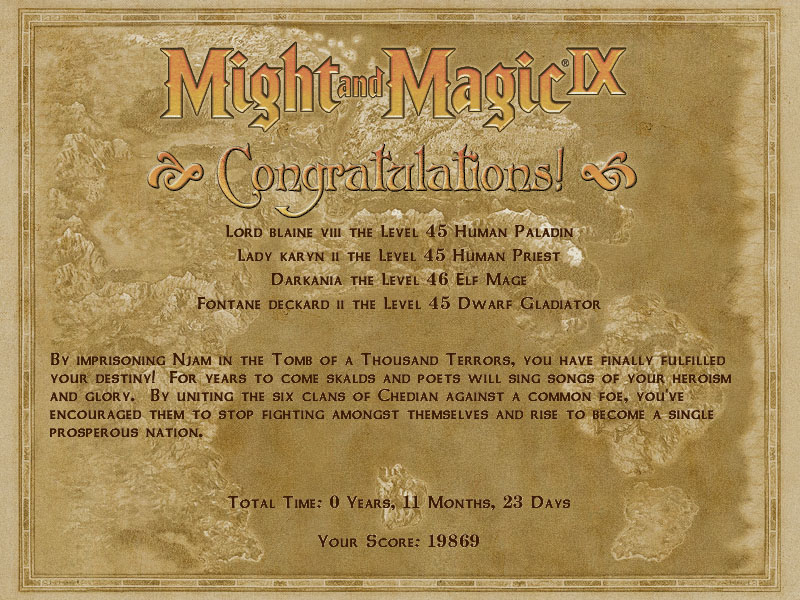 Might and Magic® IX
Congratulations!
Lord blaine viii the Level 45 Human Paladin
Lady karyn ii the Level 45 Human Priest
Darkania the Level 46 Elf Mage
Fontane deckard ii the Level 45 Dwarf Gladiator
By imprisoning Njam in the Tomb of a Thousand Terrors, you have finally fulfilled
your destiny! For years to come skalds and poets will sing songs of your heroism
and glory. By uniting the six clans of Chedian against a common foe, you've
encouraged them to stop fighting amongst themselves and rise to become a single
prosperous nation.
Total Time: 0 Years, 11 Months, 23 Days
Your Score: 19869